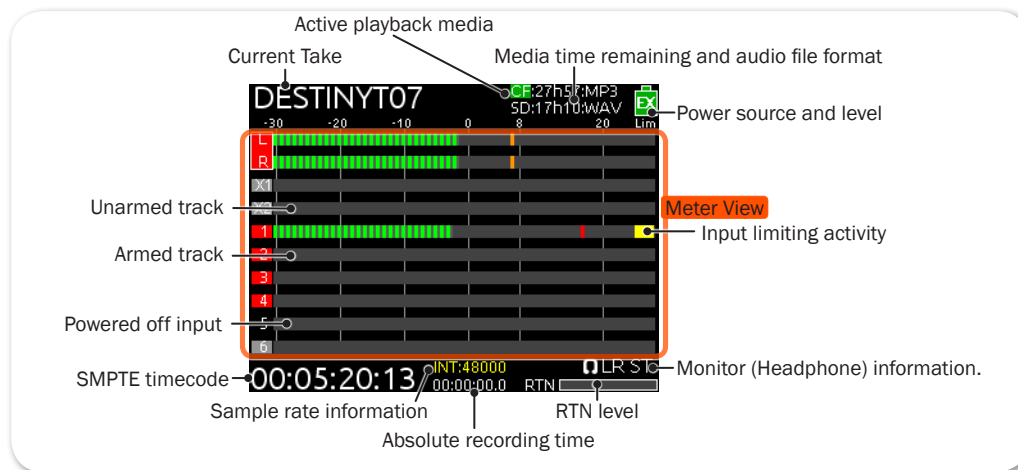 Active playback media
Current Take
Media time remaining and audio file format
DESTINYT07
CF:27h57:MP3
SD:17h10:WAV
EX
Power source and level
-30 -20 -10 0 8 20 Lim
L
R
X1
Unarmed track
X2
Meter View
1
Input limiting activity
Armed track
2
3
4
Powered off input
5
6
SMPTE timecode
00:05:20:13
INT:48000
LR ST
Monitor (Headphone) information.
00:00:00.0
RTN
Sample rate information
RTN level
Absolute recording time